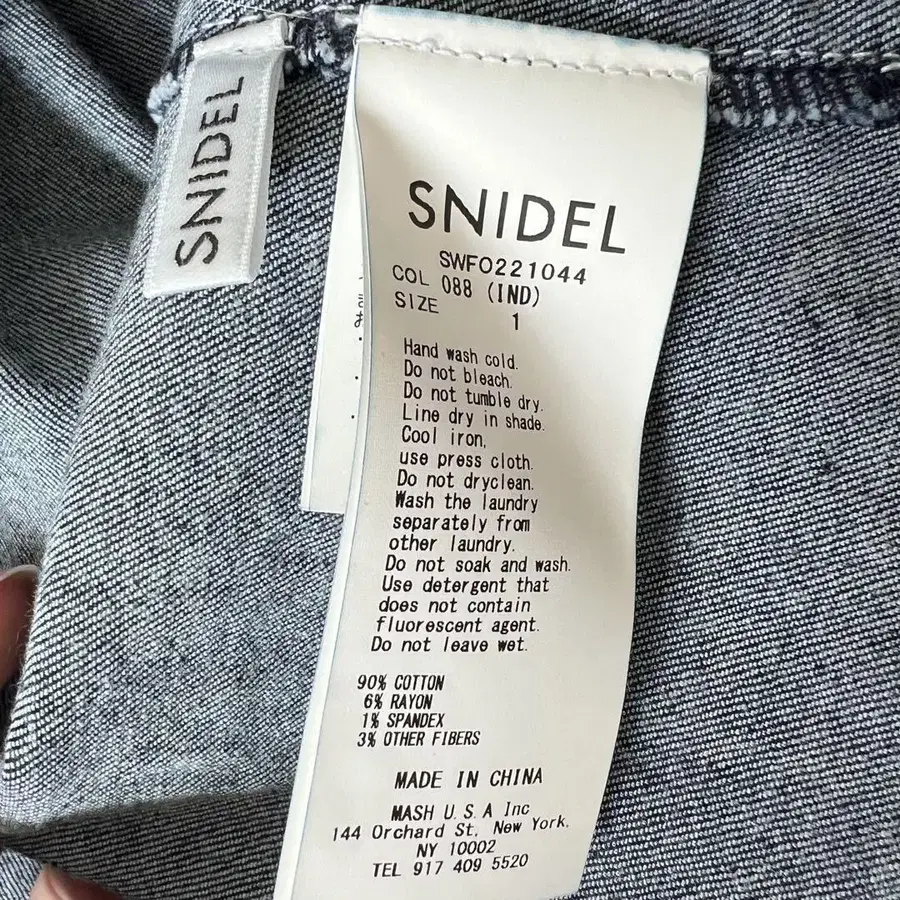 SNIDEL
SNIDEL
SWFO221044
COL 088 (IND)
SIZE 1
Hand wash cold.
Do not bleach.
Do not tumble dry.
Line dry in shade.
Cool iron,
use press cloth.
Do not dryclean.
Wash the laundry
separately from
other laundry.
Do not soak and wash.
Use detergent that
does not contain
fluorescent agent.
Do not leave wet.
90% COTTON
6% RAYON
1% SPANDEX
3% OTHER FIBERS
MADE IN CHINA
MASH U.S.A Inc
144 Orchard St, New York,
NY 10002
TEL 917 409 5520